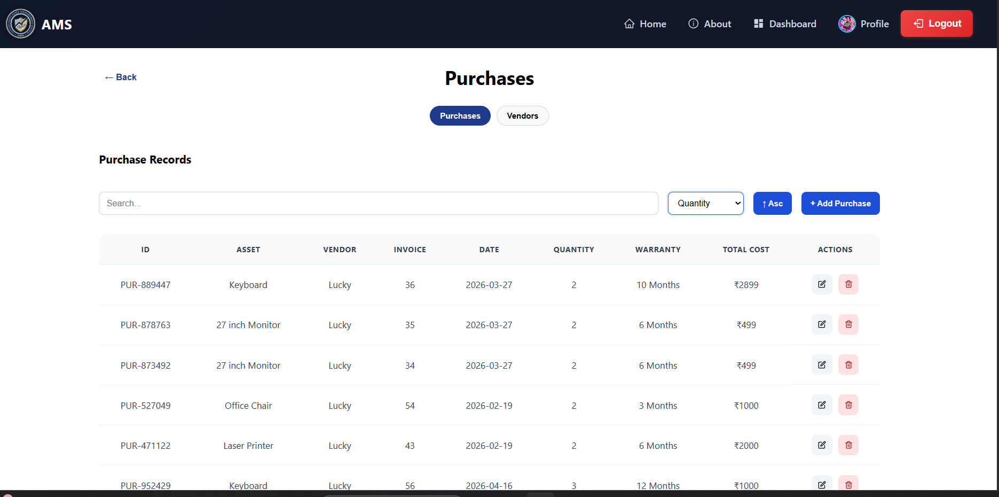 AMS
Home
About
Dashboard
Profile
Logout
← Back
Purchases
Purchases
Vendors
Purchase Records
Search...
Quantity
↑ Asc
+ Add Purchase
ID ASSET VENDOR INVOICE DATE QUANTITY WARRANTY TOTAL COST ACTIONS
PUR-889447 Keyboard Lucky 36 2026-03-27 2 10 Months ₹2899
PUR-878763 27 inch Monitor Lucky 35 2026-03-27 2 6 Months ₹499
PUR-873492 27 inch Monitor Lucky 34 2026-03-27 2 6 Months ₹499
PUR-527049 Office Chair Lucky 54 2026-02-19 2 3 Months ₹1000
PUR-471122 Laser Printer Lucky 43 2026-02-19 2 6 Months ₹2000
PUR-952429 Keyboard Lucky 56 2026-04-16 3 12 Months ₹1000